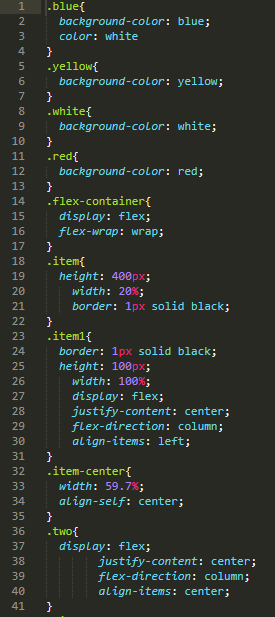 1 .blue{
2 background-color: blue;
3 color: white
4 }
5 .yellow{
6 background-color: yellow;
7 }
8 .white{
9 background-color: white;
10 }
11 .red{
12 background-color: red;
13 }
14 .flex-container{
15 display: flex;
16 flex-wrap: wrap;
17 }
18 .item{
19 height: 400px;
20 width: 20%;
21 border: 1px solid black;
22 }
23 .item1{
24 border: 1px solid black;
25 height: 100px;
26 width: 100%;
27 display: flex;
28 justify-content: center;
29 flex-direction: column;
30 align-items: left;
31 }
32 .item-center{
33 width: 59.7%;
34 align-self: center;
35 }
36 .two{
37 display: flex;
38 justify-content: center;
39 flex-direction: column;
40 align-items: center;
41 }